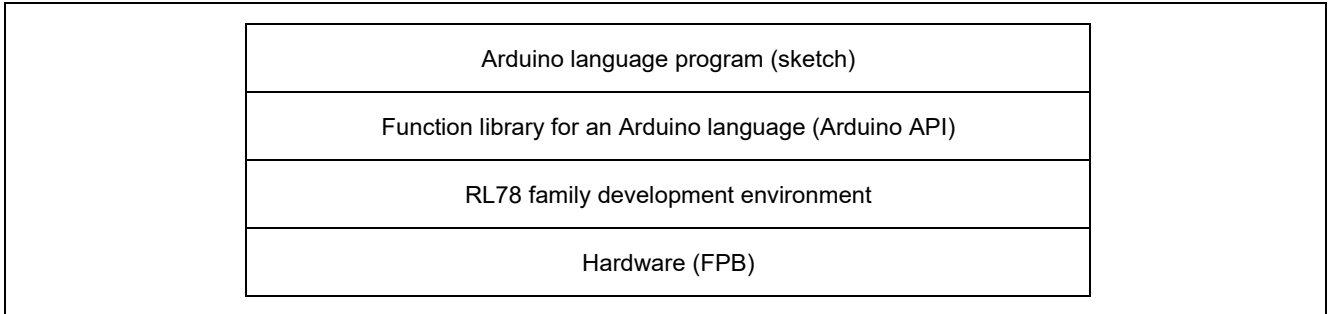 Arduino language program (sketch)
Function library for an Arduino language (Arduino API)
RL78 family development environment
Hardware (FPB)